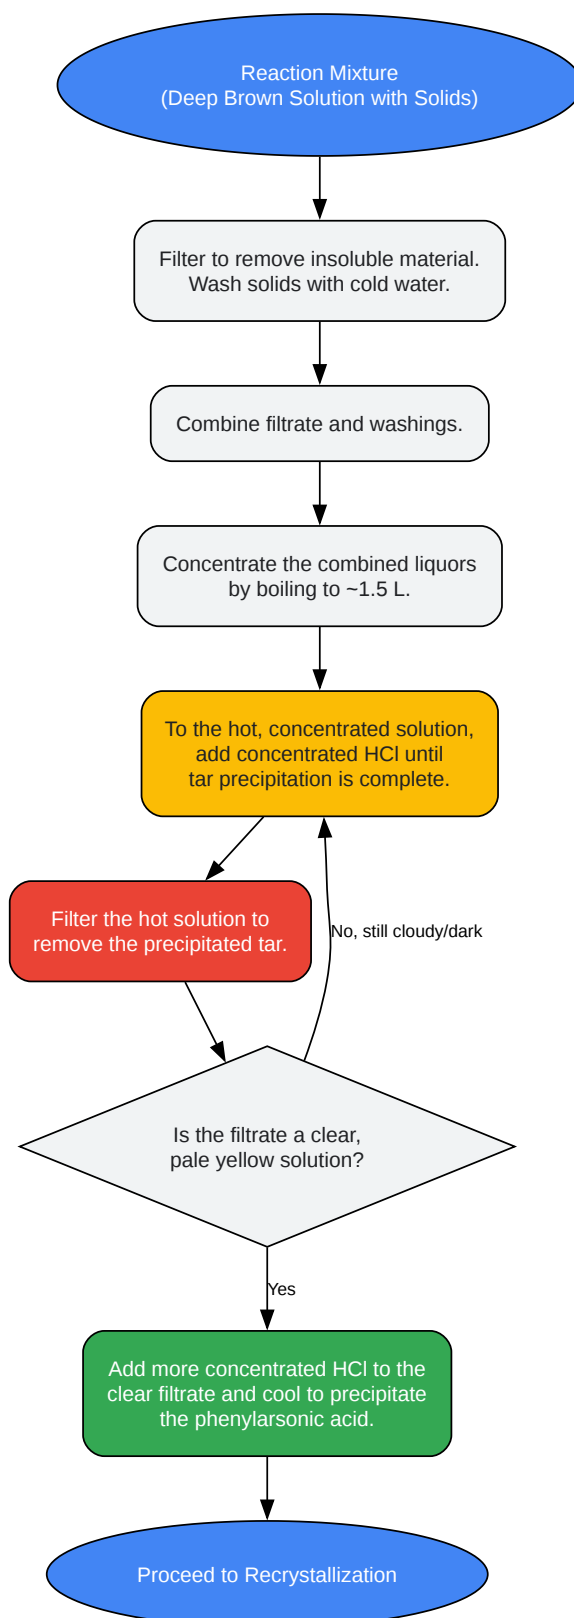 Reaction Mixture
(Deep Brown Solution with Solids)
Filter to remove insoluble material.
Wash solids with cold water.
Combine filtrate and washings.
Concentrate the combined liquors
by boiling to ~1.5 L.
To the hot, concentrated solution,
add concentrated HCl until
tar precipitation is complete.
Filter the hot solution to
remove the precipitated tar.
No, still cloudy/dark
Is the filtrate a clear,
pale yellow solution?
Yes
Add more concentrated HCl to the
clear filtrate and cool to precipitate
the phenylarsonic acid.
Proceed to Recrystallization